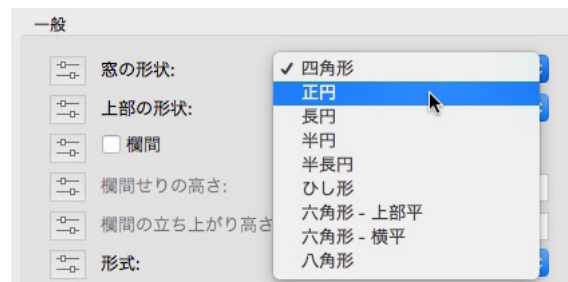 一般
窓の形状:
✓ 四角形
正円
上部の形状:
長円
欄間
半円
半長円
欄間せりの高さ:
ひし形
六角形 - 上部平
欄間の立ち上がり高さ
六角形 - 横平
形式:
八角形